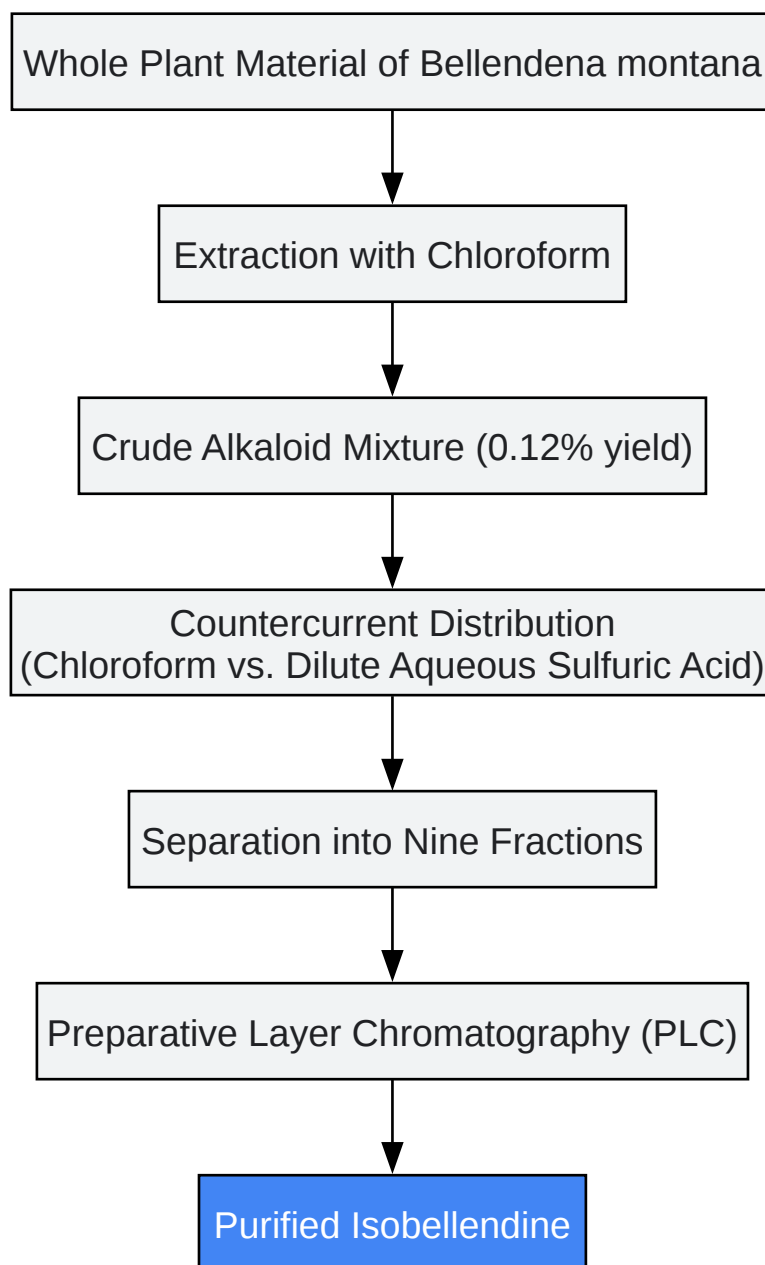 Whole Plant Material of Bellendena montana
Extraction with Chloroform
Crude Alkaloid Mixture (0.12% yield)
Countercurrent Distribution
(Chloroform vs. Dilute Aqueous Sulfuric Acid)
Separation into Nine Fractions
Preparative Layer Chromatography (PLC)
Purified Isobellendine